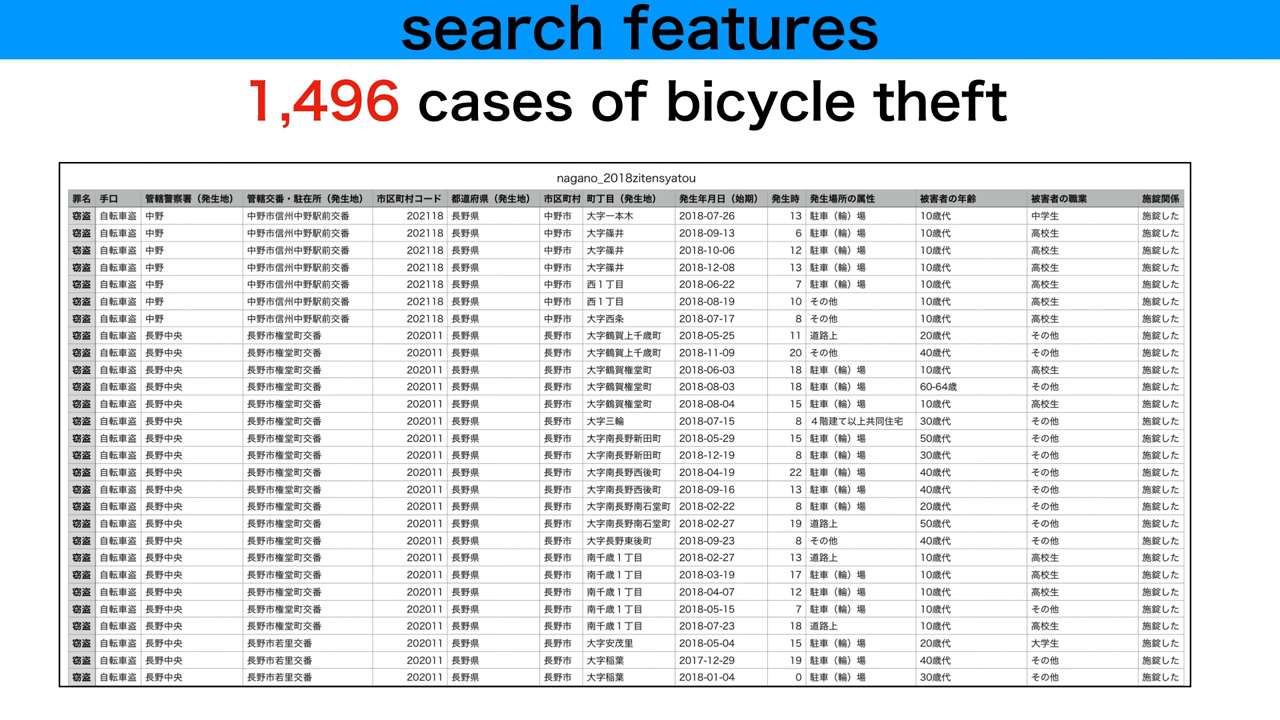 search features
1,496 cases of bicycle theft
nagano_2018zitensyatou
罪名 手口 管轄警察署（発生地） 管轄交番・駐在所（発生地） 市区町村コード 都道府県（発生地） 市区町村 町丁目（発生地） 発生年月日（始期） 発生時 発生場所の属性 被害者の年齢 被害者の職業 施錠関係
窃盗 自転車盗 中野 中野市信州中野駅前交番 202118 長野県 中野市 大字一本木 2018-07-26 13 駐車（輪）場 10歳代 中学生 施錠した
窃盗 自転車盗 中野 中野市信州中野駅前交番 202118 長野県 中野市 大字篠井 2018-09-13 6 駐車（輪）場 10歳代 高校生 施錠した
窃盗 自転車盗 中野 中野市信州中野駅前交番 202118 長野県 中野市 大字篠井 2018-10-06 12 駐車（輪）場 10歳代 高校生 施錠した
窃盗 自転車盗 中野 中野市信州中野駅前交番 202118 長野県 中野市 大字篠井 2018-12-08 13 駐車（輪）場 10歳代 高校生 施錠した
窃盗 自転車盗 中野 中野市信州中野駅前交番 202118 長野県 中野市 西１丁目 2018-06-22 7 駐車（輪）場 10歳代 高校生 施錠した
窃盗 自転車盗 中野 中野市信州中野駅前交番 202118 長野県 中野市 西１丁目 2018-08-19 10 その他 10歳代 高校生 施錠した
窃盗 自転車盗 中野 中野市信州中野駅前交番 202118 長野県 中野市 大字西条 2018-07-17 8 その他 10歳代 高校生 施錠した
窃盗 自転車盗 長野中央 長野市権堂町交番 202011 長野県 長野市 大字鶴賀上千歳町 2018-05-25 11 道路上 20歳代 その他 施錠した
窃盗 自転車盗 長野中央 長野市権堂町交番 202011 長野県 長野市 大字鶴賀上千歳町 2018-11-09 20 その他 40歳代 その他 施錠した
窃盗 自転車盗 長野中央 長野市権堂町交番 202011 長野県 長野市 大字鶴賀権堂町 2018-06-03 18 駐車（輪）場 10歳代 高校生 施錠した
窃盗 自転車盗 長野中央 長野市権堂町交番 202011 長野県 長野市 大字鶴賀権堂町 2018-08-03 18 駐車（輪）場 60-64歳 その他 施錠した
窃盗 自転車盗 長野中央 長野市権堂町交番 202011 長野県 長野市 大字鶴賀権堂町 2018-08-04 15 駐車（輪）場 10歳代 高校生 施錠した
窃盗 自転車盗 長野中央 長野市権堂町交番 202011 長野県 長野市 大字三輪 2018-07-15 8 ４階建て以上共同住宅 30歳代 その他 施錠した
窃盗 自転車盗 長野中央 長野市権堂町交番 202011 長野県 長野市 大字南長野新田町 2018-05-29 15 駐車（輪）場 50歳代 その他 施錠した
窃盗 自転車盗 長野中央 長野市権堂町交番 202011 長野県 長野市 大字南長野新田町 2018-12-19 8 駐車（輪）場 30歳代 その他 施錠した
窃盗 自転車盗 長野中央 長野市権堂町交番 202011 長野県 長野市 大字南長野西後町 2018-04-19 22 駐車（輪）場 40歳代 その他 施錠した
窃盗 自転車盗 長野中央 長野市権堂町交番 202011 長野県 長野市 大字南長野西後町 2018-09-16 13 駐車（輪）場 40歳代 その他 施錠した
窃盗 自転車盗 長野中央 長野市権堂町交番 202011 長野県 長野市 大字南長野南石堂町 2018-02-22 8 駐車（輪）場 20歳代 その他 施錠した
窃盗 自転車盗 長野中央 長野市権堂町交番 202011 長野県 長野市 大字南長野南石堂町 2018-02-27 19 道路上 50歳代 その他 施錠した
窃盗 自転車盗 長野中央 長野市権堂町交番 202011 長野県 長野市 大字長野東後町 2018-09-23 8 その他 40歳代 その他 施錠した
窃盗 自転車盗 長野中央 長野市権堂町交番 202011 長野県 長野市 南千歳１丁目 2018-02-27 13 道路上 10歳代 高校生 施錠した
窃盗 自転車盗 長野中央 長野市権堂町交番 202011 長野県 長野市 南千歳１丁目 2018-03-19 17 駐車（輪）場 10歳代 高校生 施錠した
窃盗 自転車盗 長野中央 長野市権堂町交番 202011 長野県 長野市 南千歳１丁目 2018-04-07 12 駐車（輪）場 10歳代 高校生 施錠した
窃盗 自転車盗 長野中央 長野市権堂町交番 202011 長野県 長野市 南千歳１丁目 2018-05-15 7 駐車（輪）場 10歳代 その他 施錠した
窃盗 自転車盗 長野中央 長野市権堂町交番 202011 長野県 長野市 南千歳１丁目 2018-07-23 18 道路上 10歳代 高校生 施錠した
窃盗 自転車盗 長野中央 長野市若里交番 202011 長野県 長野市 大字安茂里 2018-05-04 15 駐車（輪）場 20歳代 大学生 施錠した
窃盗 自転車盗 長野中央 長野市若里交番 202011 長野県 長野市 大字稲葉 2017-12-29 19 駐車（輪）場 40歳代 その他 施錠した
窃盗 自転車盗 長野中央 長野市若里交番 202011 長野県 長野市 大字稲葉 2018-01-04 0 駐車（輪）場 30歳代 その他 施錠した